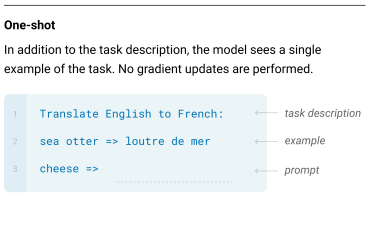 One-shot
In addition to the task description, the model sees a single
example of the task. No gradient updates are performed.
1 Translate English to French: task description
2 sea otter => loutre de mer example
3 cheese => prompt